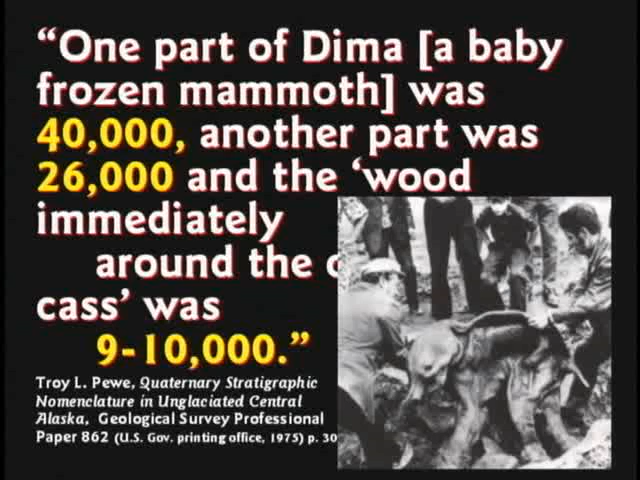 “One part of Dima [a baby
frozen mammoth] was
40,000, another part was
26,000 and the ‘wood
immediately
around the
cass’ was
9-10,000.”
Troy L. Pewe, Quaternary Stratigraphic
Nomenclature in Unglaciated Central
Alaska, Geological Survey Professional
Paper 862 (U.S. Gov. printing office, 1975) p. 30